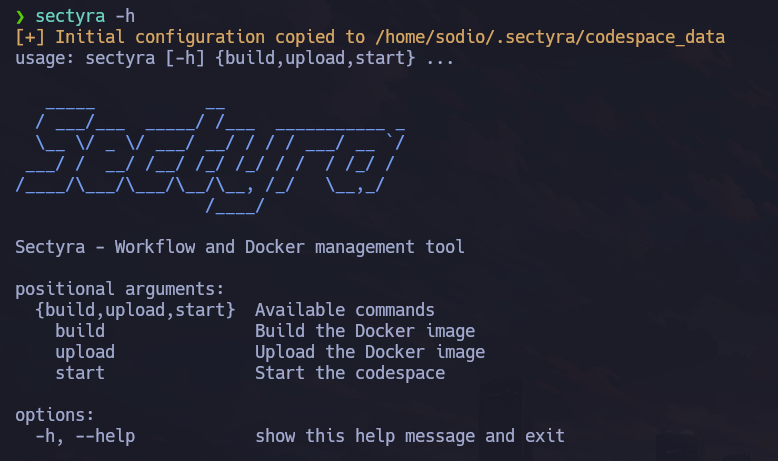 ❯ sectyra -h
[+] Initial configuration copied to /home/sodio/.sectyra/codespace_data
usage: sectyra [-h] {build,upload,start} ...
Sectyra
Sectyra - Workflow and Docker management tool
positional arguments:
{build,upload,start} Available commands
build Build the Docker image
upload Upload the Docker image
start Start the codespace
options:
-h, --help show this help message and exit